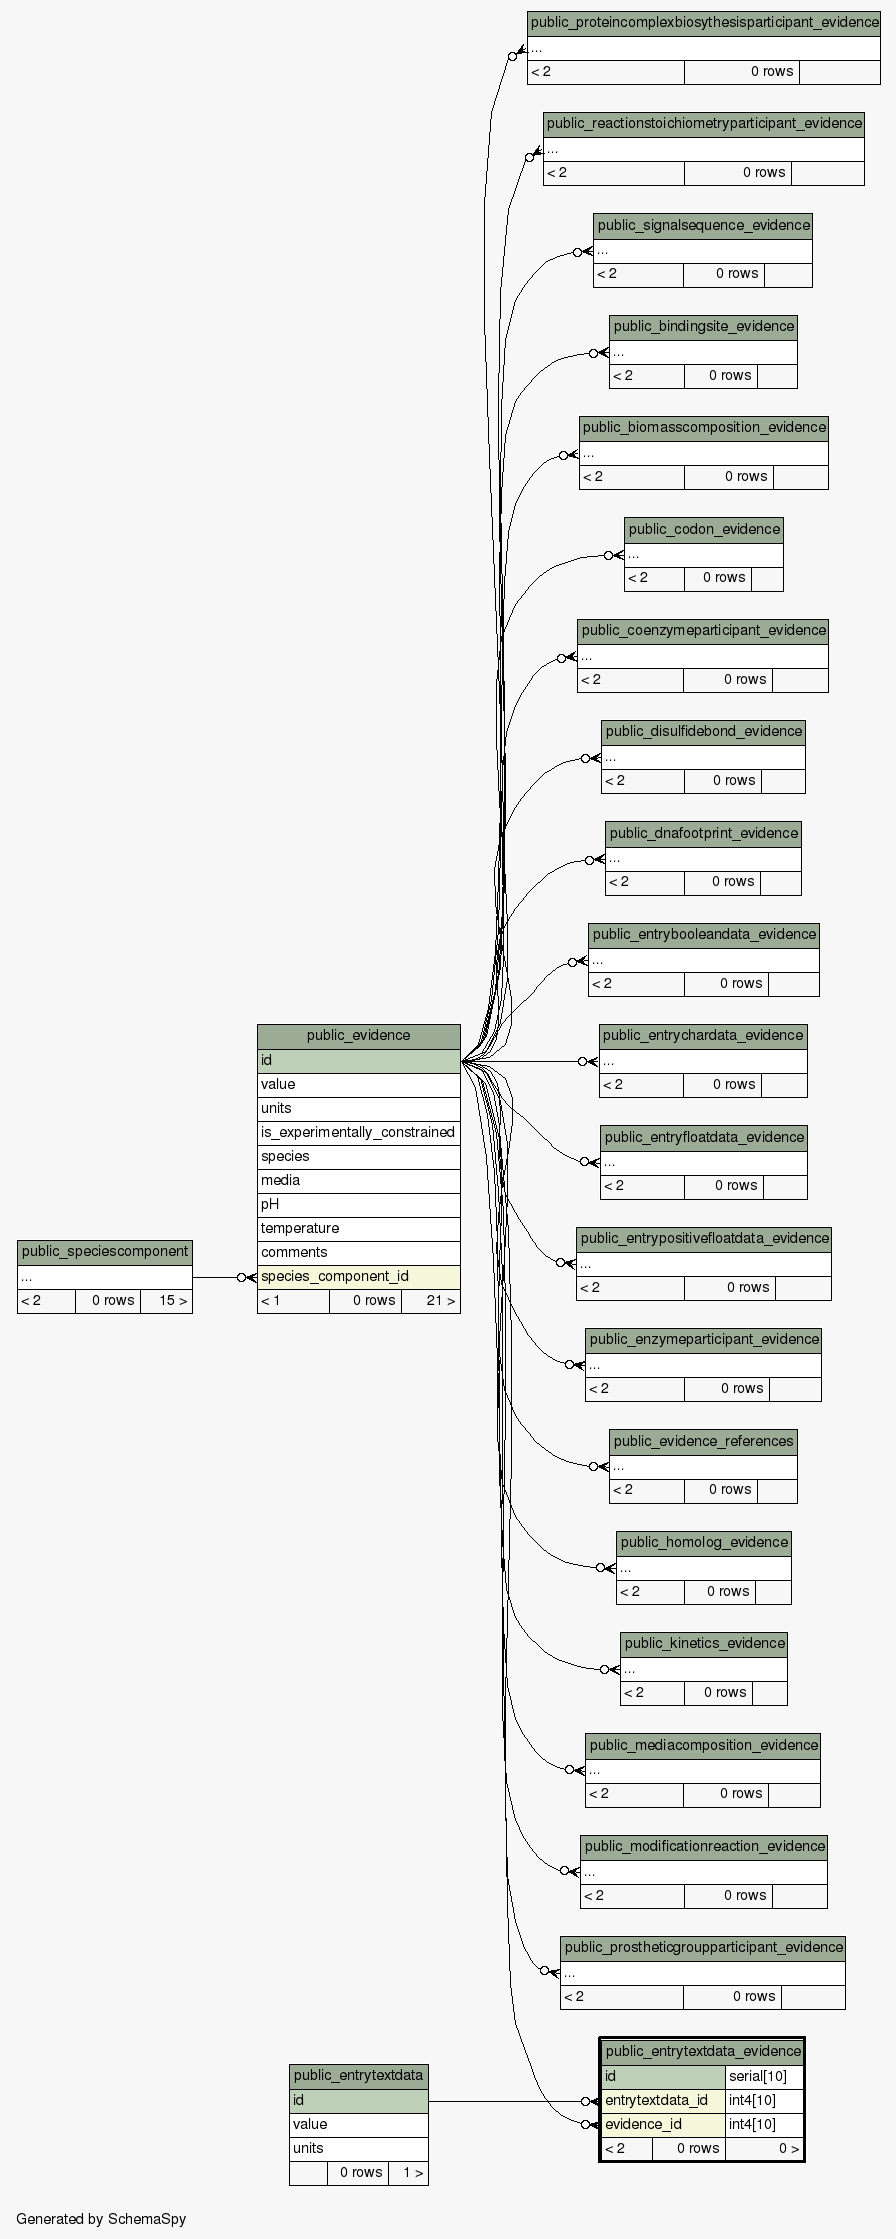 public_proteincomplexbiosythesisparticipant_evidence
...
< 2 0 rows
public_reactionstoichiometryparticipant_evidence
...
< 2 0 rows
public_signalsequence_evidence
...
< 2 0 rows
public_bindingsite_evidence
...
< 2 0 rows
public_biomasscomposition_evidence
...
< 2 0 rows
public_codon_evidence
...
< 2 0 rows
public_coenzymeparticipant_evidence
...
< 2 0 rows
public_disulfidebond_evidence
...
< 2 0 rows
public_dnafootprint_evidence
...
< 2 0 rows
public_entrybooleandata_evidence
...
< 2 0 rows
public_entrychardata_evidence
...
< 2 0 rows
public_entryfloatdata_evidence
...
< 2 0 rows
public_entrypositivefloatdata_evidence
...
< 2 0 rows
public_enzymeparticipant_evidence
...
< 2 0 rows
public_evidence_references
...
< 2 0 rows
public_homolog_evidence
...
< 2 0 rows
public_kinetics_evidence
...
< 2 0 rows
public_mediacomposition_evidence
...
< 2 0 rows
public_modificationreaction_evidence
...
< 2 0 rows
public_prostheticgroupparticipant_evidence
...
< 2 0 rows
public_evidence
id
value
units
is_experimentally_constrained
species
media
pH
temperature
comments
species_component_id
< 1 0 rows 21 >
public_speciescomponent
...
< 2 0 rows 15 >
public_entrytextdata_evidence
id serial[10]
entrytextdata_id int4[10]
evidence_id int4[10]
< 2 0 rows 0 >
public_entrytextdata
id
value
units
0 rows 1 >
Generated by SchemaSpy